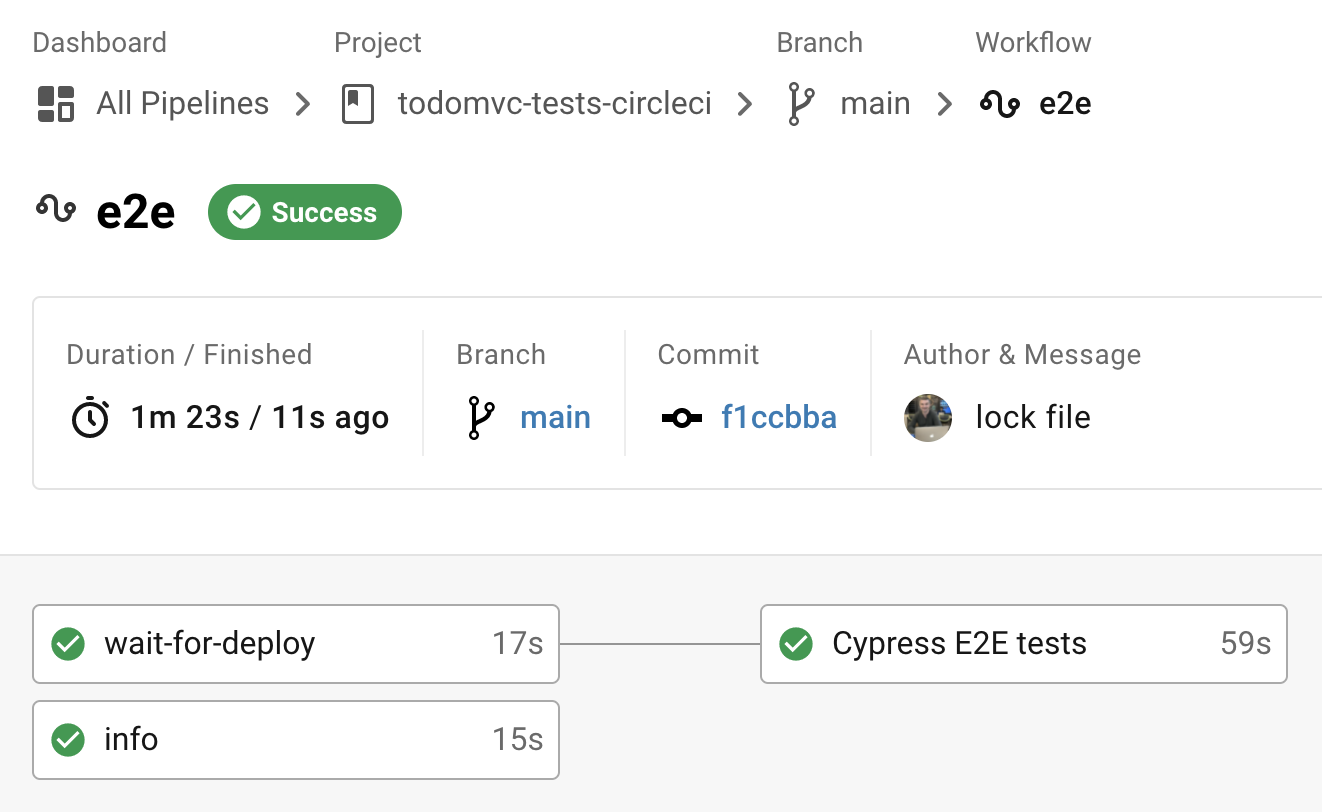 Dashboard Project Branch Workflow
All Pipelines todomvc-tests-circleci main e2e
e2e Success
Duration / Finished Branch Commit Author & Message
1m 23s / 11s ago main f1ccbba lock file
wait-for-deploy 17s Cypress E2E tests 59s
info 15s